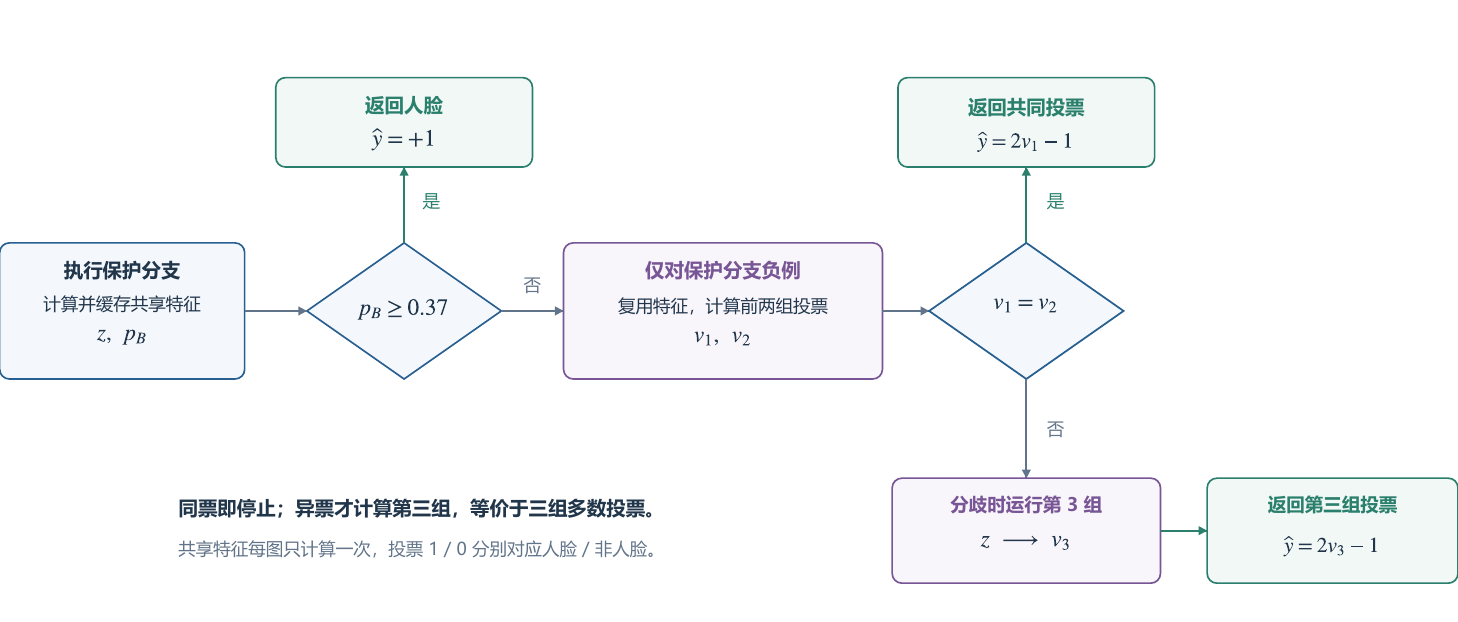 返回人脸
ŷ = +1
是
返回共同投票
ŷ = 2v₁ − 1
是
执行保护分支
计算并缓存共享特征
z, p_B
p_B ≥ 0.37
否
仅对保护分支负例
复用特征，计算前两组投票
v₁, v₂
v₁ = v₂
否
同票即停止；异票才计算第三组，等价于三组多数投票。
共享特征每图只计算一次，投票 1 / 0 分别对应人脸 / 非人脸。
分歧时运行第 3 组
z ⟶ v₃
返回第三组投票
ŷ = 2v₃ − 1